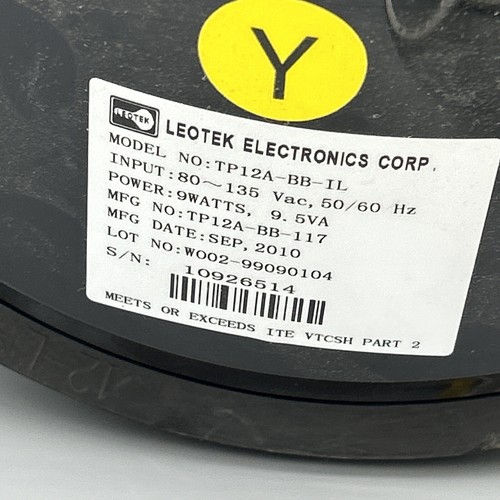 Y
LEOTEK
LEOTEK ELECTRONICS CORP.
MODEL NO:TP12A-BB-IL
INPUT:80~135 Vac,50/60 Hz
POWER:9WATTS, 9.5VA
MFG NO:TP12A-BB-117
MFG DATE:SEP,2010
LOT NO:W002-99090104
S/N: 10926514
MEETS OR EXCEEDS ITE VTCSH PART 2